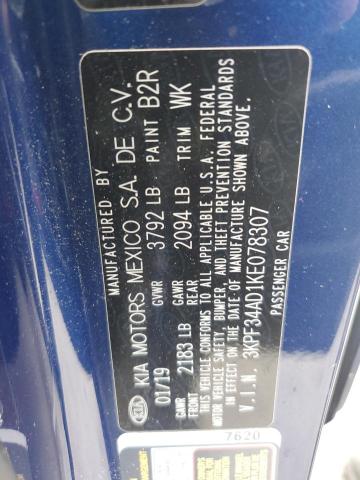 MANUFACTURED BY
KIA KIA MOTORS MEXICO S.A. DE C.V.
01/19 GVWR 3792 LB PAINT B2R
GAWR FRONT 2183 LB GAWR REAR 2094 LB TRIM WK
THIS VEHICLE CONFORMS TO ALL APPLICABLE U.S.A. FEDERAL
MOTOR VEHICLE SAFETY, BUMPER, AND THEFT PREVENTION STANDARDS
IN EFFECT ON THE DATE OF MANUFACTURE SHOWN ABOVE.
V.I.N. 3KPF34AD1KE078307
PASSENGER CAR
7620